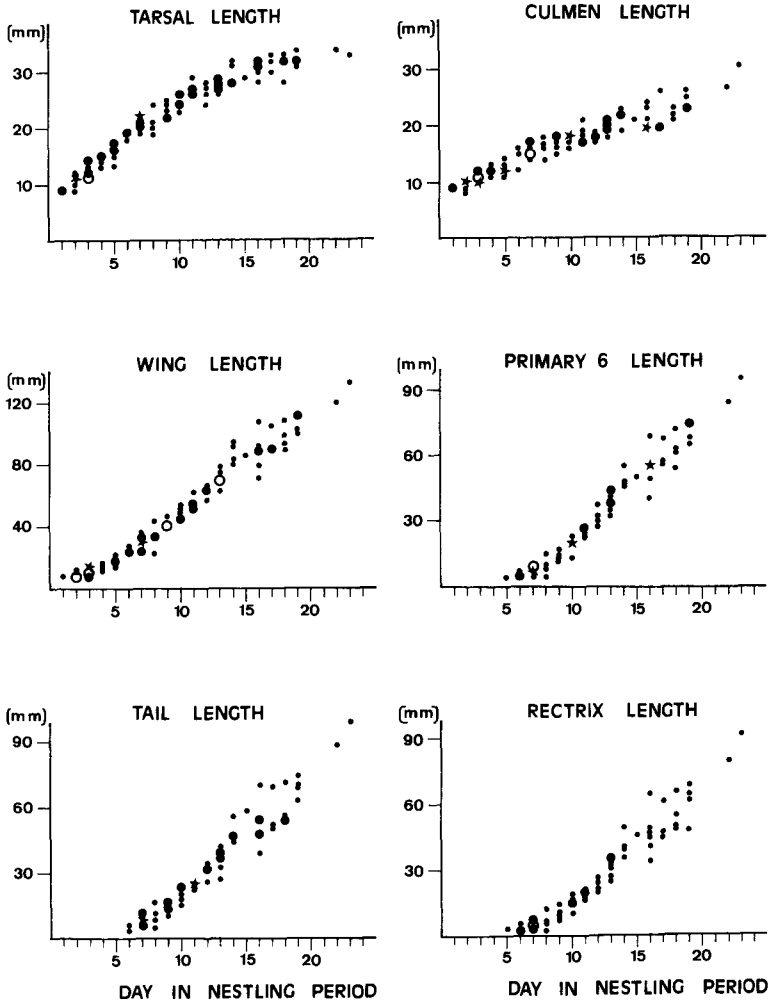 TARSAL LENGTH
(mm)
30
20
10
5 10 15 20
CULMEN LENGTH
(mm)
30
20
10
5 10 15 20
WING LENGTH
(mm)
120
80
40
5 10 15 20
PRIMARY 6 LENGTH
(mm)
90
60
30
5 10 15 20
TAIL LENGTH
(mm)
90
60
30
5 10 15 20
DAY IN NESTLING PERIOD
RECTRIX LENGTH
(mm)
90
60
30
5 10 15 20
DAY IN NESTLING PERIOD